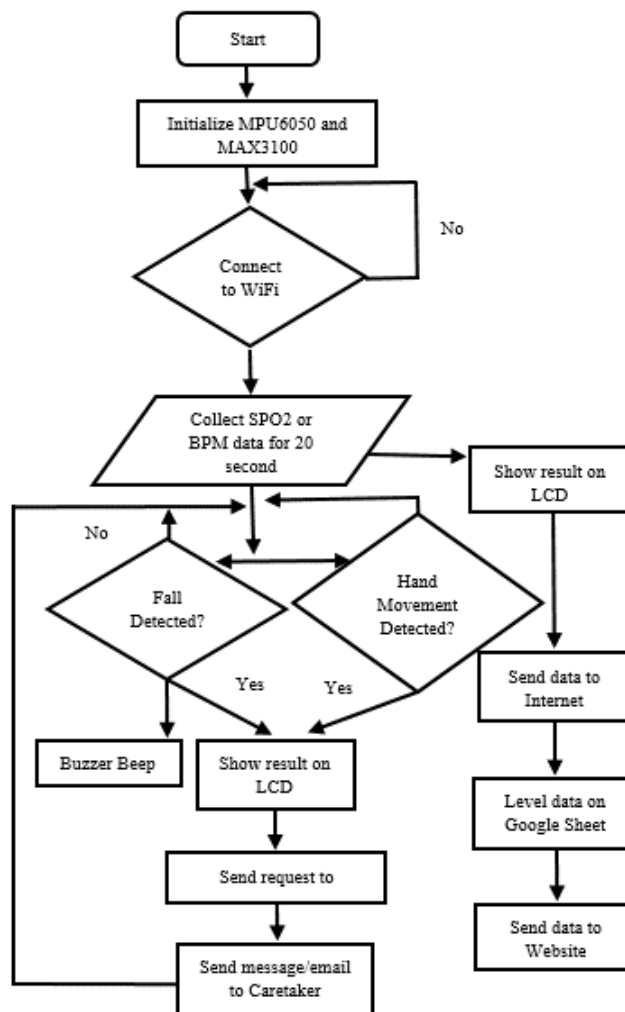 Start
Initialize MPU6050 and
MAX3100
No
Connect
to WiFi
Collect SPO2 or
BPM data for 20
second
Show result on
LCD
No
Fall
Detected?
Hand
Movement
Detected?
Yes
Yes
Send data to
Internet
Buzzer Beep
Show result on
LCD
Level data on
Google Sheet
Send request to
Send data to
Website
Send message/email
to Caretaker